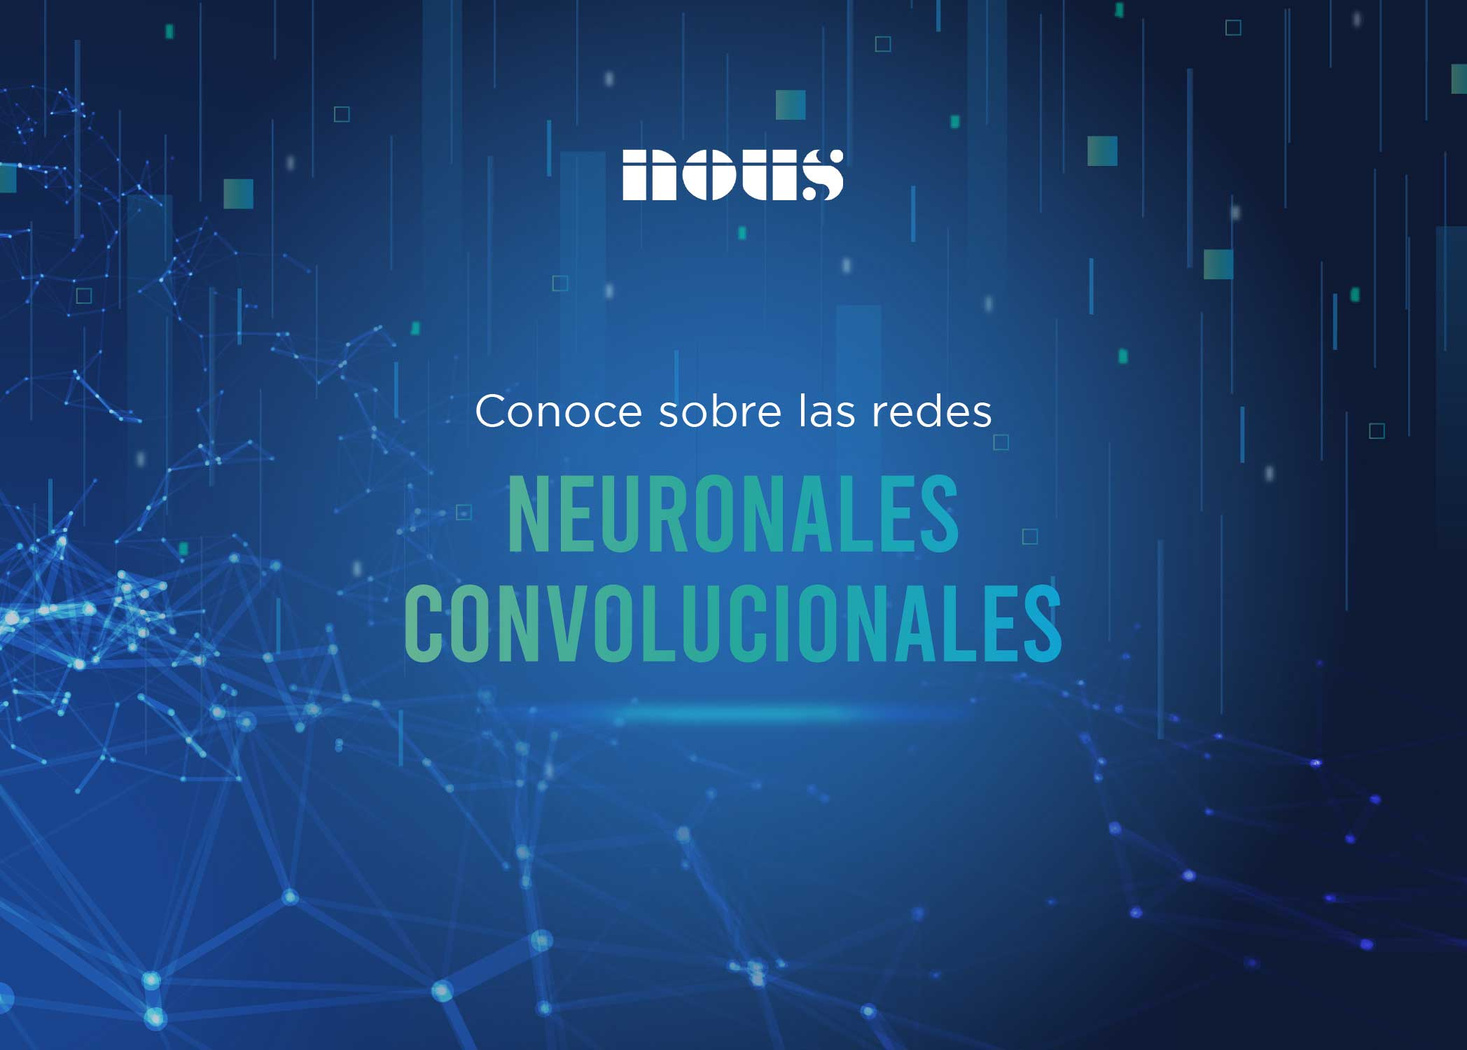 nous
Conoce sobre las redes
NEURONALES
CONVOLUCIONALES